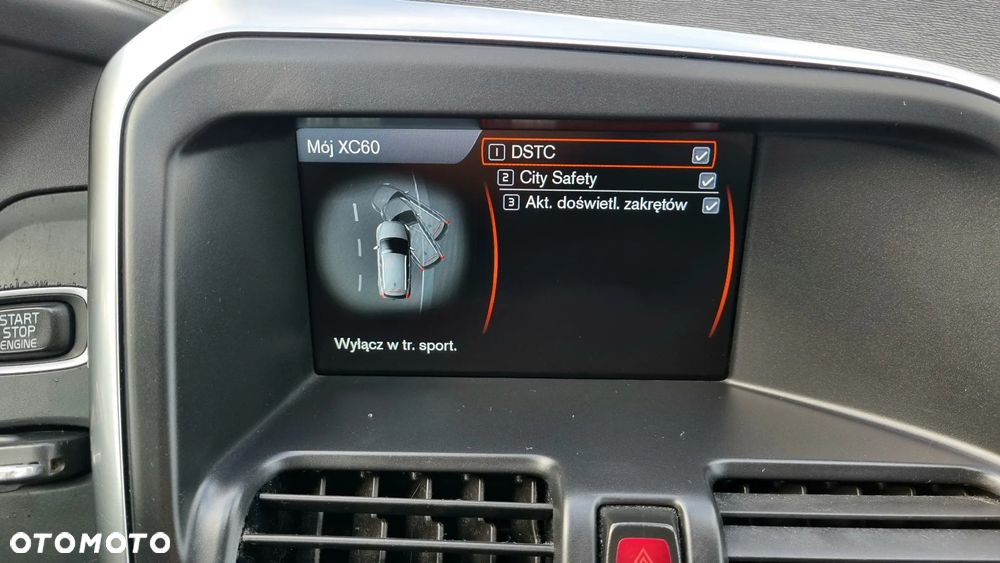 Mój XC60
1 DSTC
2 City Safety
3 Akt. doświetl. zakrętów
Wyłącz w tr. sport.
START
STOP
ENGINE
OTOMOTO